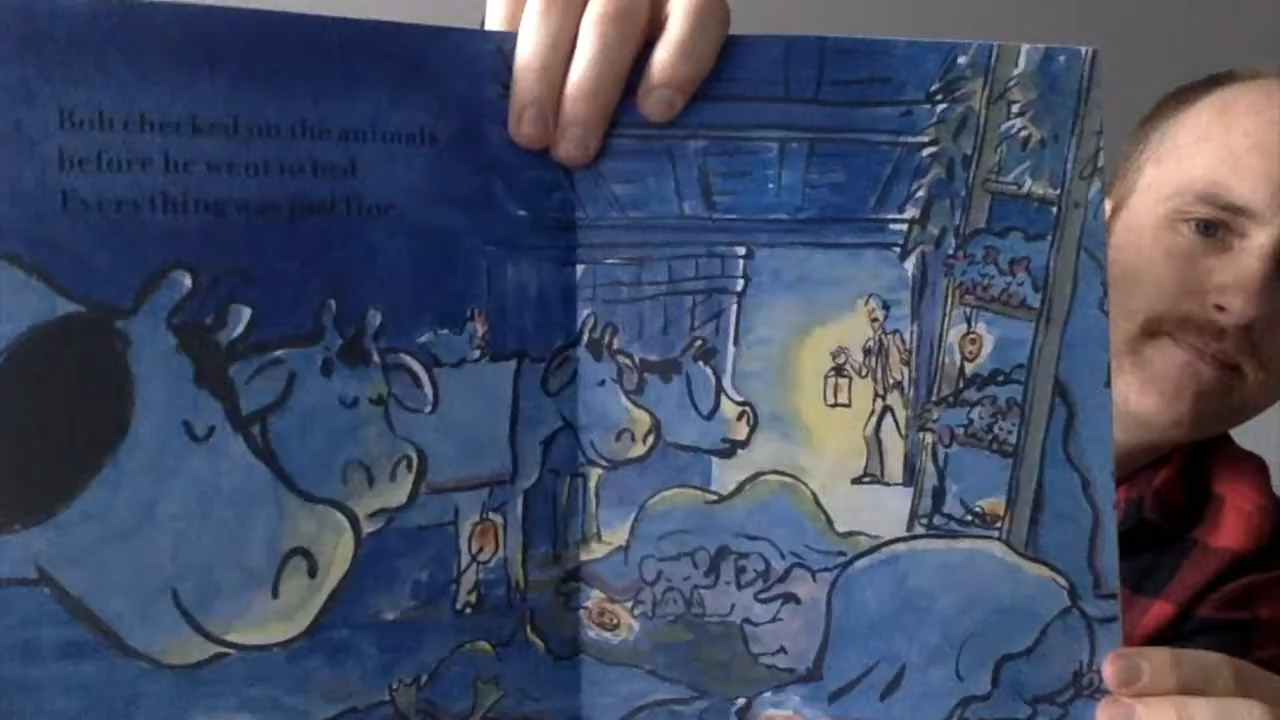 Bob checked on the animals
before he went to bed.
Everything was just fine.